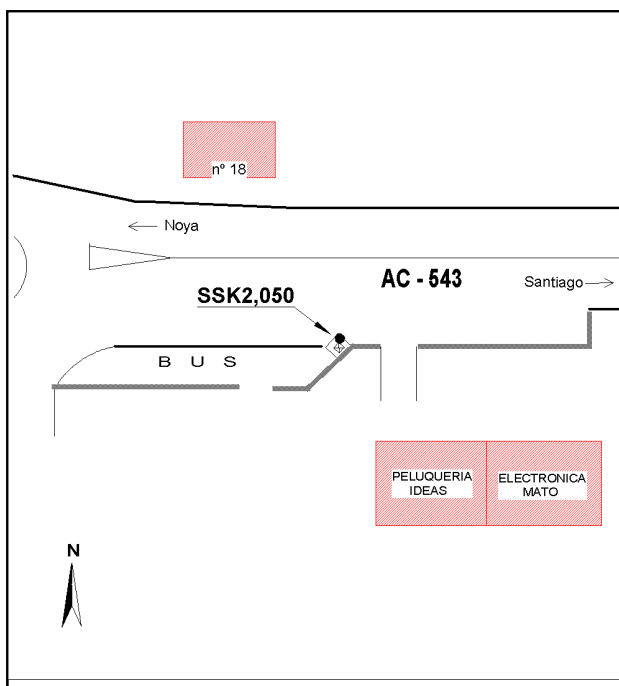 nº 18
Noya
AC - 543
Santiago
SSK2,050
B U S
PELUQUERIA
IDEAS
ELECTRONICA
MATO
N